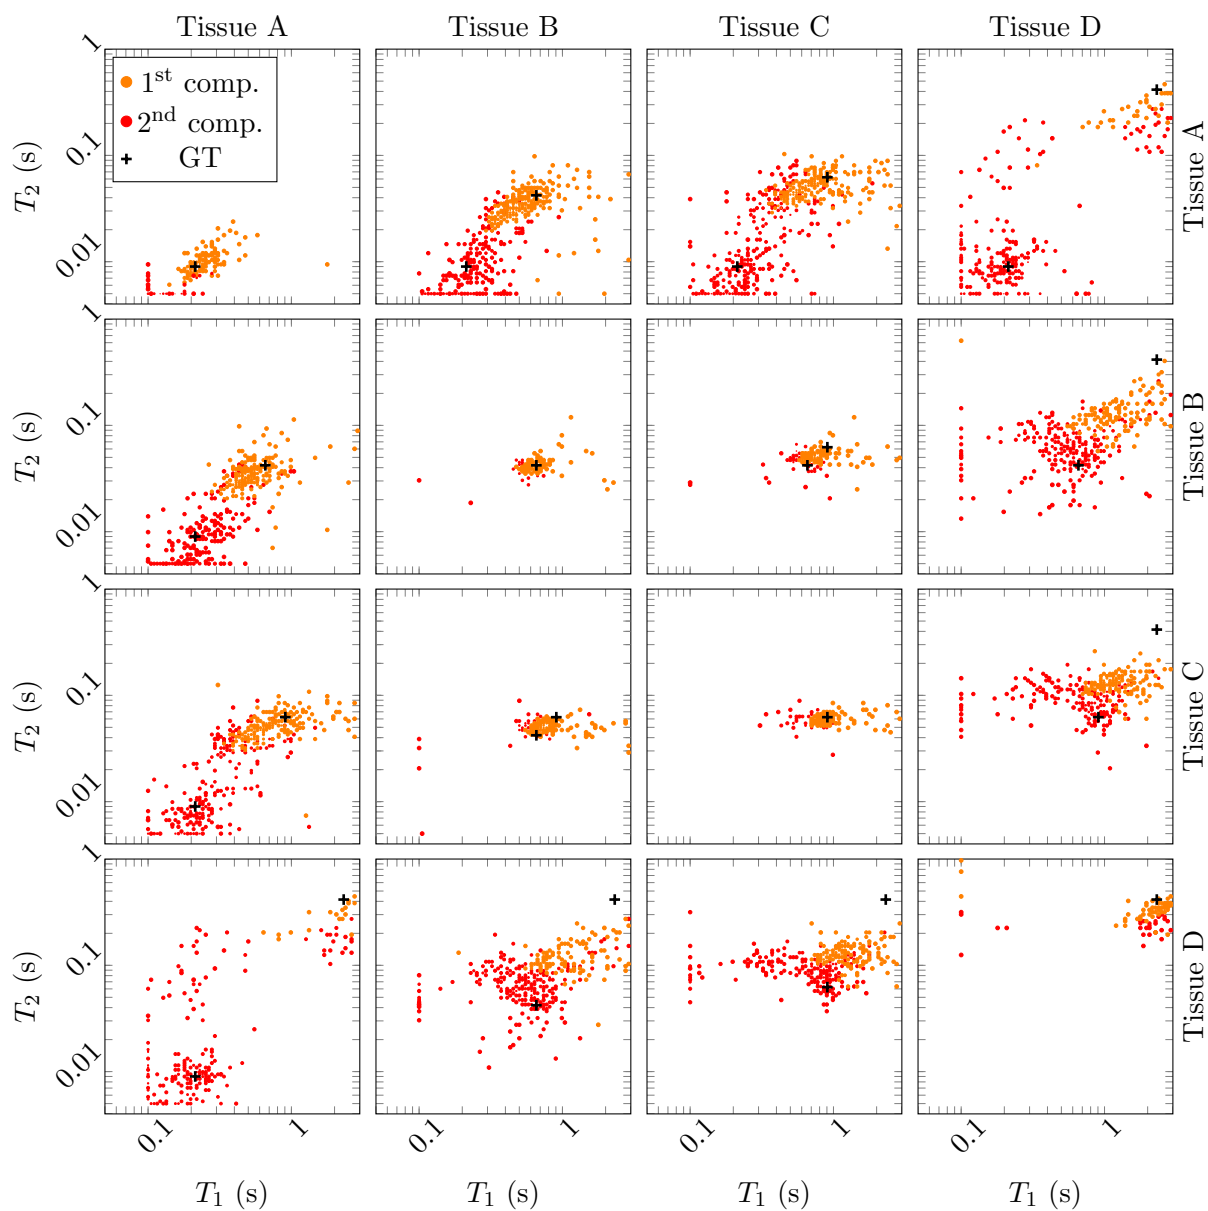 Tissue A Tissue B Tissue C Tissue D
1st comp.
2nd comp.
GT
1
0.1
0.01
T2 (s)
Tissue A
1
0.1
0.01
T2 (s)
Tissue B
1
0.1
0.01
T2 (s)
Tissue C
1
0.1
0.01
T2 (s)
Tissue D
0.1 1 0.1 1 0.1 1 0.1 1
T1 (s) T1 (s) T1 (s) T1 (s)